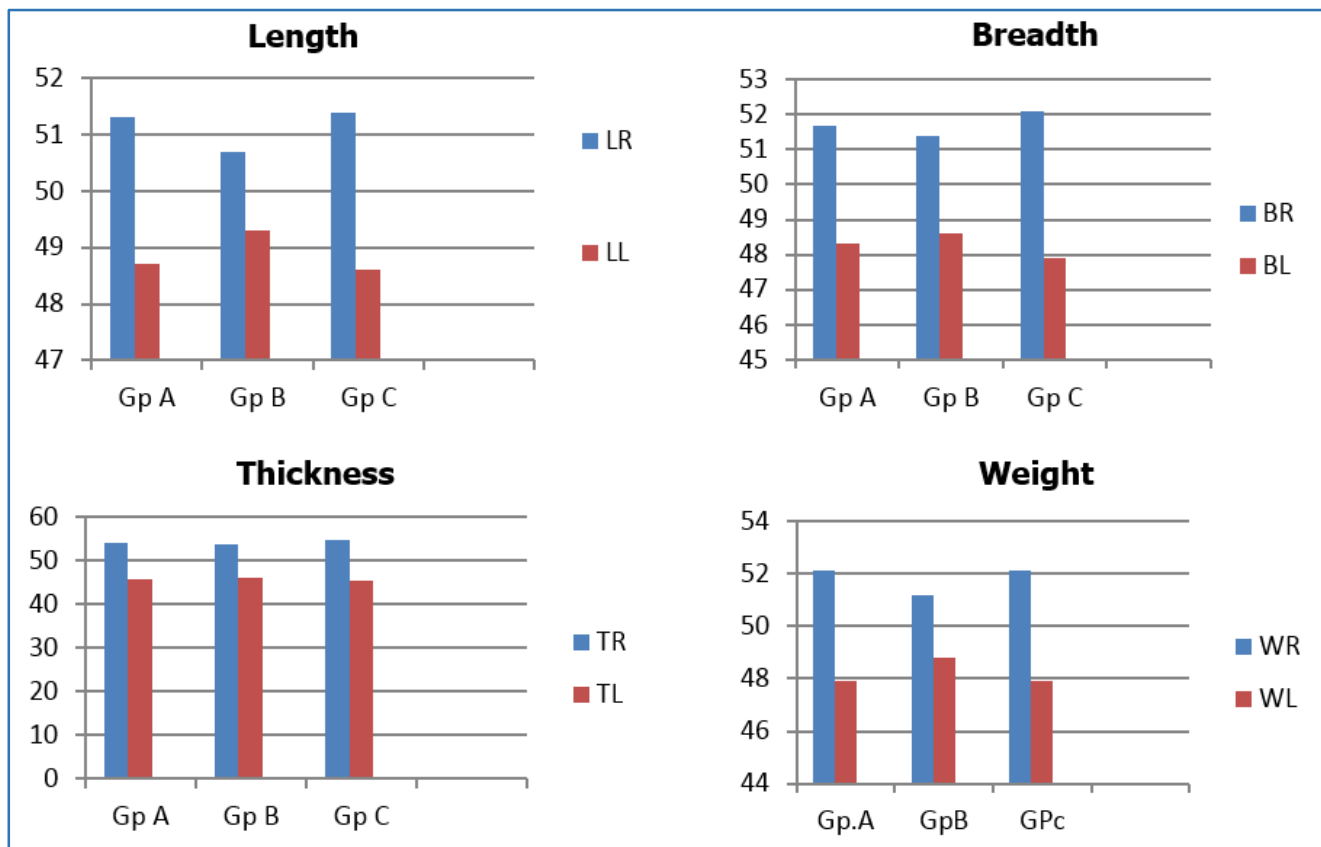 Length
52
51
50
49
48
47
Gp A Gp B Gp C
LR
LL
Breadth
53
52
51
50
49
48
47
46
45
Gp A Gp B Gp C
BR
BL
Thickness
60
50
40
30
20
10
0
Gp A Gp B Gp C
TR
TL
Weight
54
52
50
48
46
44
Gp.A GpB GPc
WR
WL